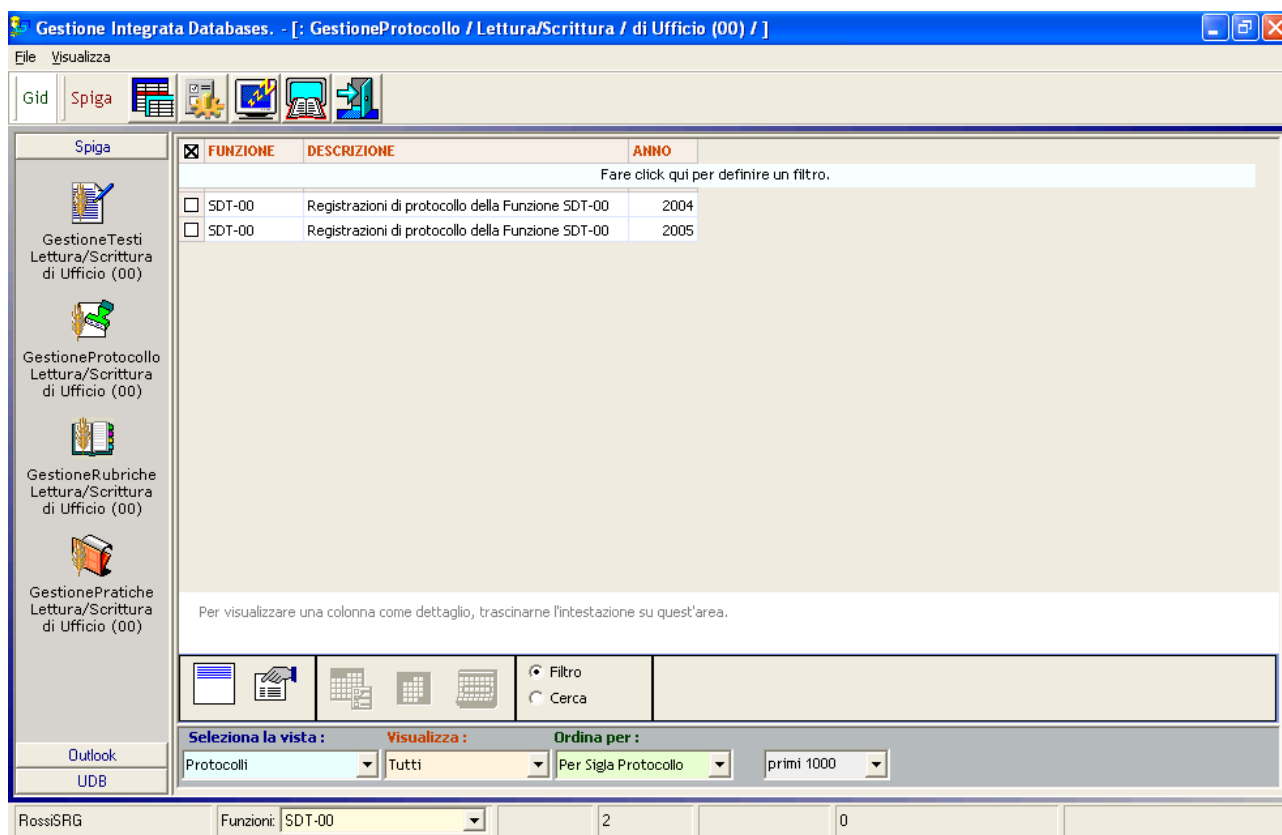 Gestione Integrata Databases. - [: GestioneProtocollo / Lettura/Scrittura / di Ufficio (00) / ]
File Visualizza
Gid Spiga
Spiga
GestioneTesti
Lettura/Scrittura
di Ufficio (00)
GestioneProtocollo
Lettura/Scrittura
di Ufficio (00)
GestioneRubriche
Lettura/Scrittura
di Ufficio (00)
GestionePratiche
Lettura/Scrittura
di Ufficio (00)
Outlook
UDB
FUNZIONE DESCRIZIONE ANNO
Fare click qui per definire un filtro.
SDT-00 Registrazioni di protocollo della Funzione SDT-00 2004
SDT-00 Registrazioni di protocollo della Funzione SDT-00 2005
Per visualizzare una colonna come dettaglio, trascinarne l'intestazione su quest'area.
Filtro
Cerca
Seleziona la vista : Visualizza : Ordina per :
Protocolli Tutti Per Sigla Protocollo primi 1000
RossiSRG Funzioni: SDT-00 2 0